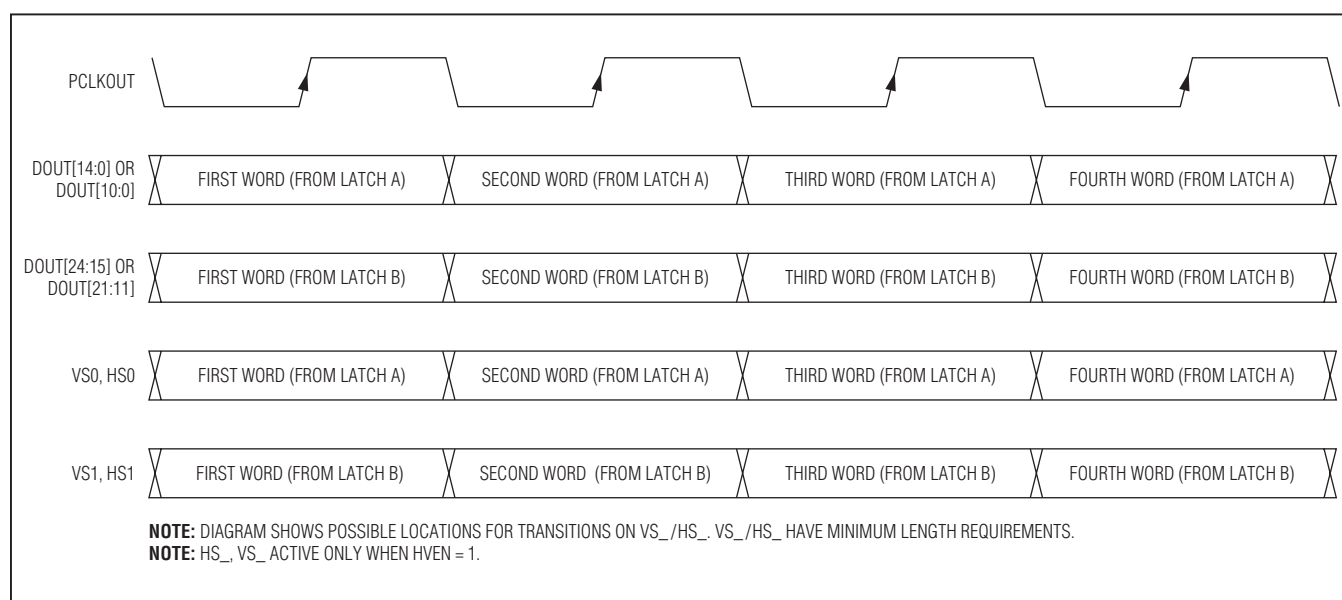 PCLKOUT
DOUT[14:0] OR
DOUT[10:0]
FIRST WORD (FROM LATCH A)
SECOND WORD (FROM LATCH A)
THIRD WORD (FROM LATCH A)
FOURTH WORD (FROM LATCH A)
DOUT[24:15] OR
DOUT[21:11]
FIRST WORD (FROM LATCH B)
SECOND WORD (FROM LATCH B)
THIRD WORD (FROM LATCH B)
FOURTH WORD (FROM LATCH B)
VS0, HS0
FIRST WORD (FROM LATCH A)
SECOND WORD (FROM LATCH A)
THIRD WORD (FROM LATCH A)
FOURTH WORD (FROM LATCH A)
VS1, HS1
FIRST WORD (FROM LATCH B)
SECOND WORD (FROM LATCH B)
THIRD WORD (FROM LATCH B)
FOURTH WORD (FROM LATCH B)
NOTE: DIAGRAM SHOWS POSSIBLE LOCATIONS FOR TRANSITIONS ON VS_/HS_. VS_/HS_ HAVE MINIMUM LENGTH REQUIREMENTS.
NOTE: HS_, VS_ ACTIVE ONLY WHEN HVEN = 1.